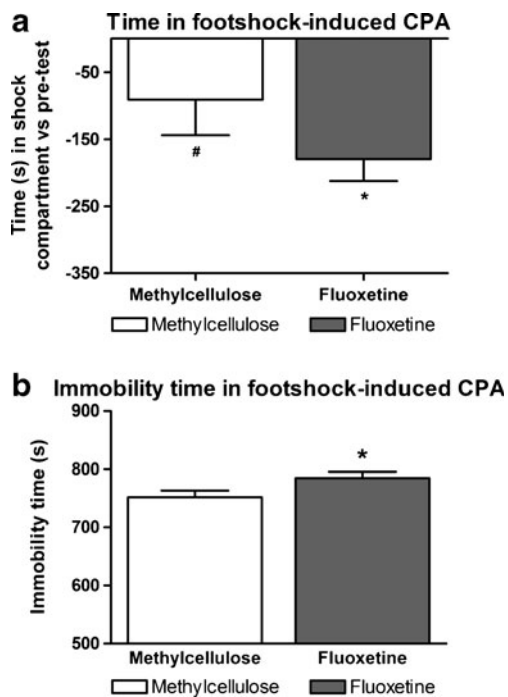 a Time in footshock-induced CPA
Time (s) in shock
compartment vs pre-test
-50
-150
-250
-350
#
*
Methylcellulose Fluoxetine
Methylcellulose Fluoxetine
b Immobility time in footshock-induced CPA
Immobility time (s)
900
800
700
600
500
*
Methylcellulose Fluoxetine
Methylcellulose Fluoxetine